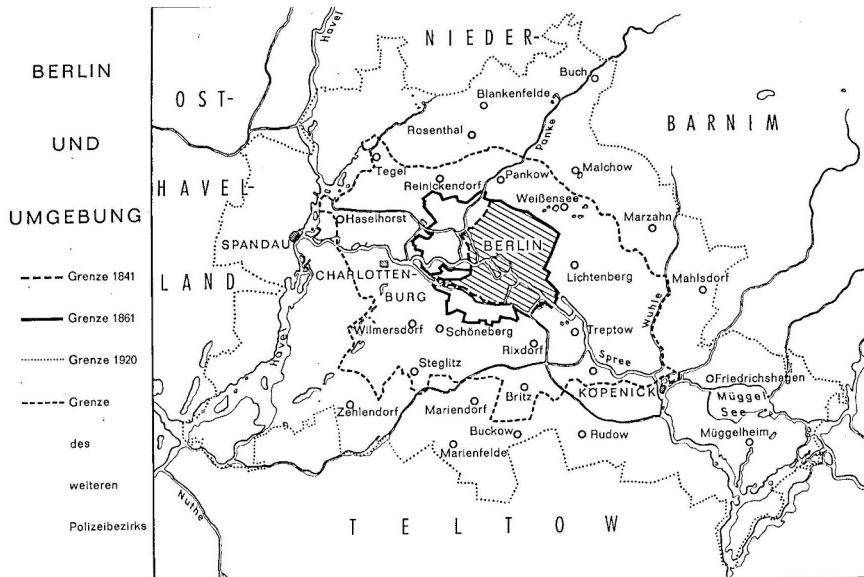 BERLIN
UND
UMGEBUNG
Grenze 1841
Grenze 1861
Grenze 1920
Grenze
des
weiteren
Polizeibezirks
NIEDER-
BARNIM
OST-
HAVEL-
LAND
TELTOW
Havel
Buch
Blankenfelde
Rosenthal
Panke
Tegel
Reinickendorf
Pankow
Malchow
Weißensee
Haselhorst
Marzahn
SPANDAU
BERLIN
CHARLOTTEN-
BURG
Lichtenberg
Mahlsdorf
Wuhle
Havel
Wilmersdorf
Schöneberg
Treptow
Rixdorf
Spree
Steglitz
Friedrichshagen
KÖPENICK
Müggel
See
Zehlendorf
Mariendorf
Britz
Buckow
Rudow
Müggelheim
Marienfelde
Nuthe